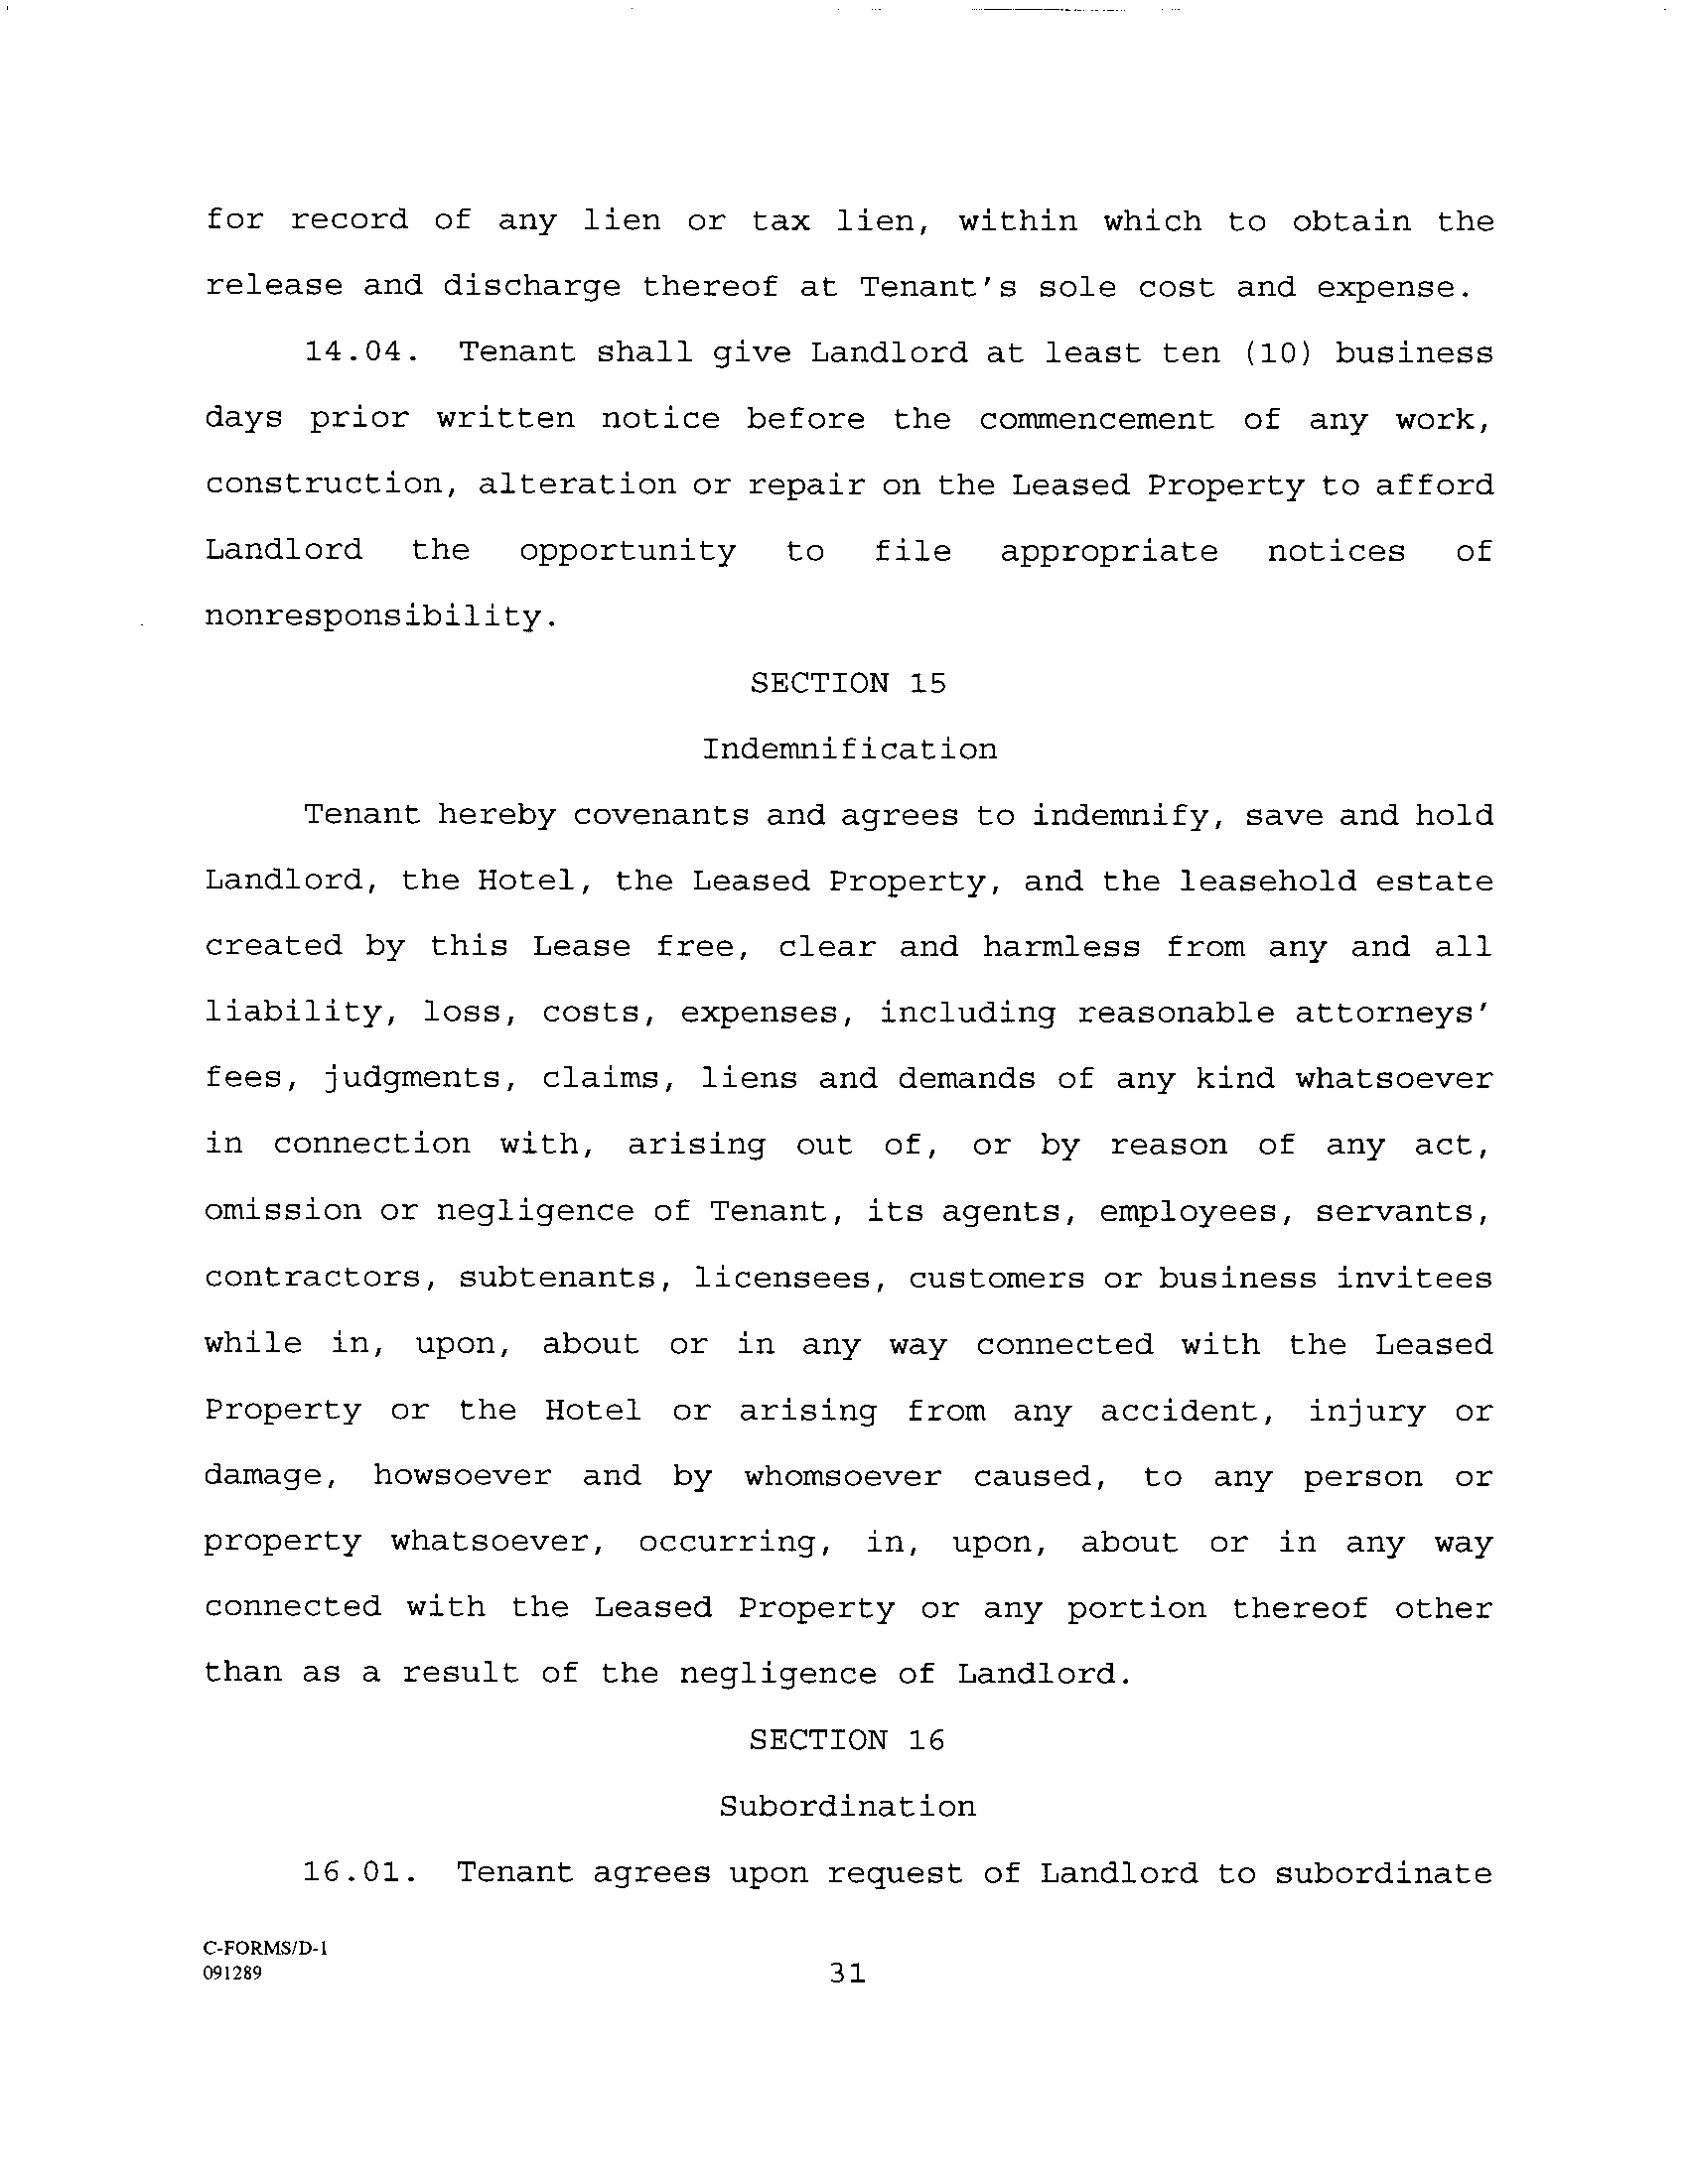 for record of any lien or tax lien, within which to obtain the
release and discharge thereof at Tenant's sole cost and expense.
14.04. Tenant shall give Landlord at least ten (10) business
days prior written notice before the commencement of any work,
construction, alteration or repair on the Leased Property to afford
Landlord the opportunity to file appropriate notices of
nonresponsibility.
SECTION 15
Indemnification
Tenant hereby covenants and agrees to indemnify, save and hold
Landlord, the Hotel, the Leased Property, and the leasehold estate
created by this Lease free, clear and harmless from any and all
liability, loss, costs, expenses, including reasonable attorneys'
fees, judgments, claims, liens and demands of any kind whatsoever
in connection with, arising out of, or by reason of any act,
omission or negligence of Tenant, its agents, employees, servants,
contractors, subtenants, licensees, customers or business invitees
while in, upon, about or in any way connected with the Leased
Property or the Hotel or arising from any accident, injury or
damage, howsoever and by whomsoever caused, to any person or
property whatsoever, occurring, in, upon, about or in any way
connected with the Leased Property or any portion thereof other
than as a result of the negligence of Landlord.
SECTION 16
Subordination
16.01. Tenant agrees upon request of Landlord to subordinate
C-FORMS/D-1
091289
31